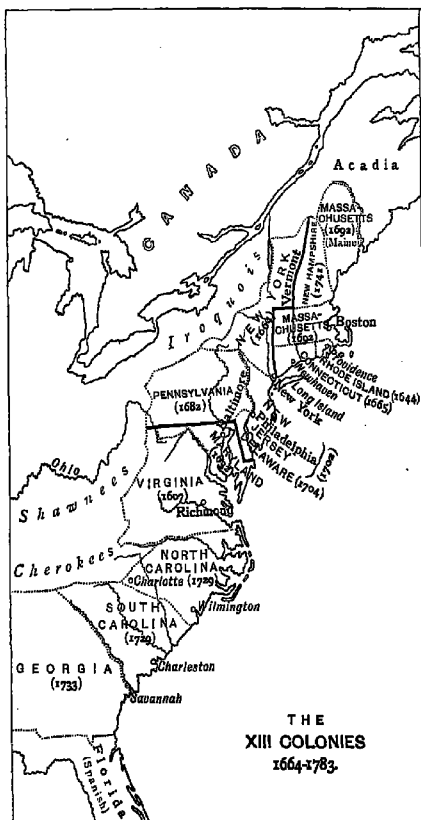 CANADA
Acadia
MASSA-
CHUSETTS
(1692)
(Maine)
Iroquois
NEW YORK
Vermont
NEW HAMPSHIRE
(1741)
MASSA-
CHUSETTS
(1692)
Boston
Providence
RHODE ISLAND (1644)
CONNECTICUT (1665)
Newhaven
New York
Long Island
PENNSYLVANIA
(1682)
Baltimore
NEW
JERSEY
(1702)
Philadelphia
DELAWARE (1704)
MARYLAND
Ohio
Shawnees
VIRGINIA
(1607)
Richmond
Cherokees
NORTH
CAROLINA
(1729)
Charlotte
SOUTH
CAROLINA
(1729)
Wilmington
GEORGIA
(1733)
Charleston
Savannah
Florida
(Spanish)
THE
XIII COLONIES
1664-1783.